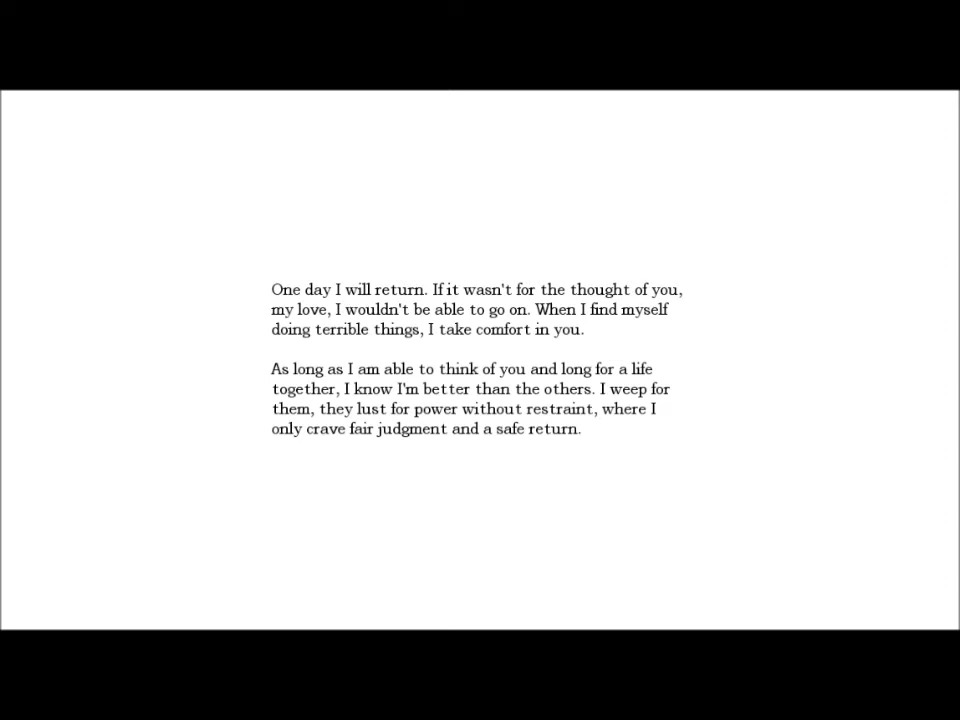 One day I will return. If it wasn't for the thought of you,
my love, I wouldn't be able to go on. When I find myself
doing terrible things, I take comfort in you.
As long as I am able to think of you and long for a life
together, I know I'm better than the others. I weep for
them, they lust for power without restraint, where I
only crave fair judgment and a safe return.